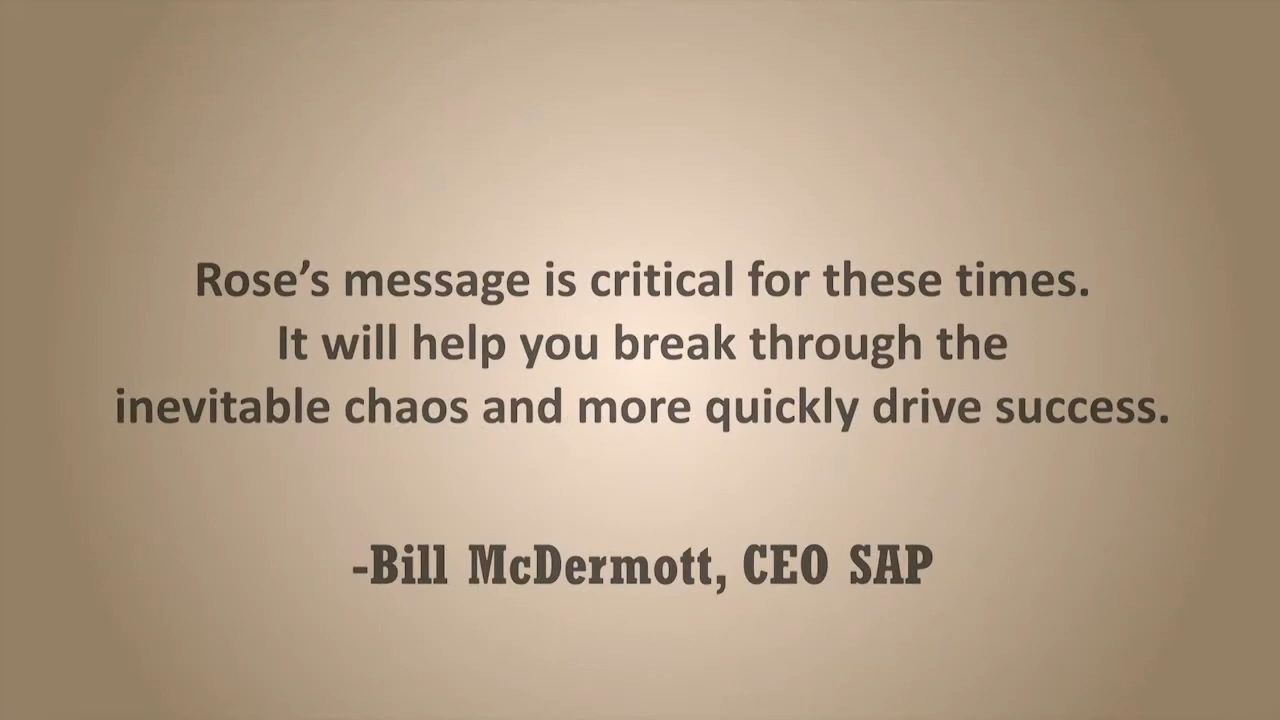 Rose’s message is critical for these times.
It will help you break through the
inevitable chaos and more quickly drive success.
-Bill McDermott, CEO SAP